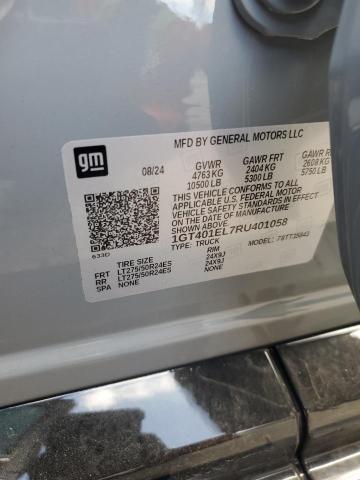 gm
MFD BY GENERAL MOTORS LLC
08/24 GVWR GAWR FRT GAWR R
4763 KG 2404 KG 2608 KG
10500 LB 5300 LB 5750 LB
THIS VEHICLE CONFORMS TO ALL
APPLICABLE U.S. FEDERAL MOTOR
VEHICLE SAFETY STANDARDS IN
EFFECT ON THE DATE OF
MANUFACTURE SHOWN ABOVE.
1GT401EL7RU401058
TYPE: TRUCK MODEL:
633D
TIRE SIZE RIM
FRT LT275/50R24ES 24X9J
RR LT275/50R24ES 24X9J
SPA NONE NONE